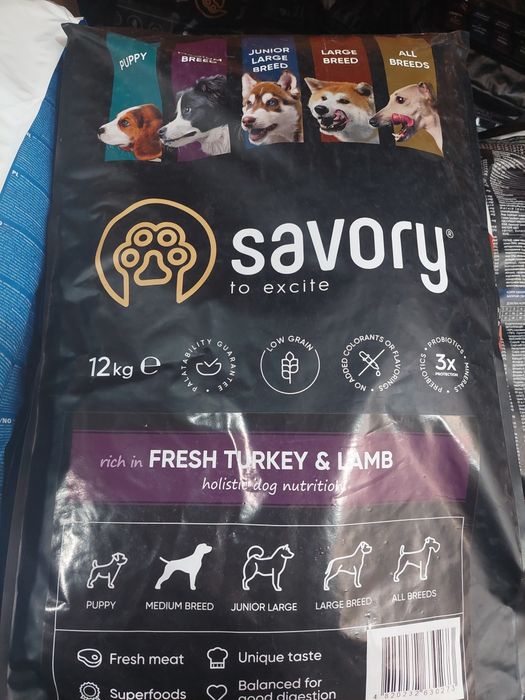 PUPPY
BREED
JUNIOR
LARGE
BREED
LARGE
BREED
ALL
BREEDS
savory®
to excite
12kg ℮
PALATABILITY GUARANTEE
LOW GRAIN
NO ADDED COLORANTS OR FLAVORINGS
PROBIOTICS • MINERALS • PREBIOTICS
3x
PROTECTION
rich in FRESH TURKEY & LAMB
holistic dog nutrition
PUPPY
MEDIUM BREED
JUNIOR LARGE
LARGE BREED
ALL BREEDS
Fresh meat
Unique taste
Superfoods
Balanced for
good digestion